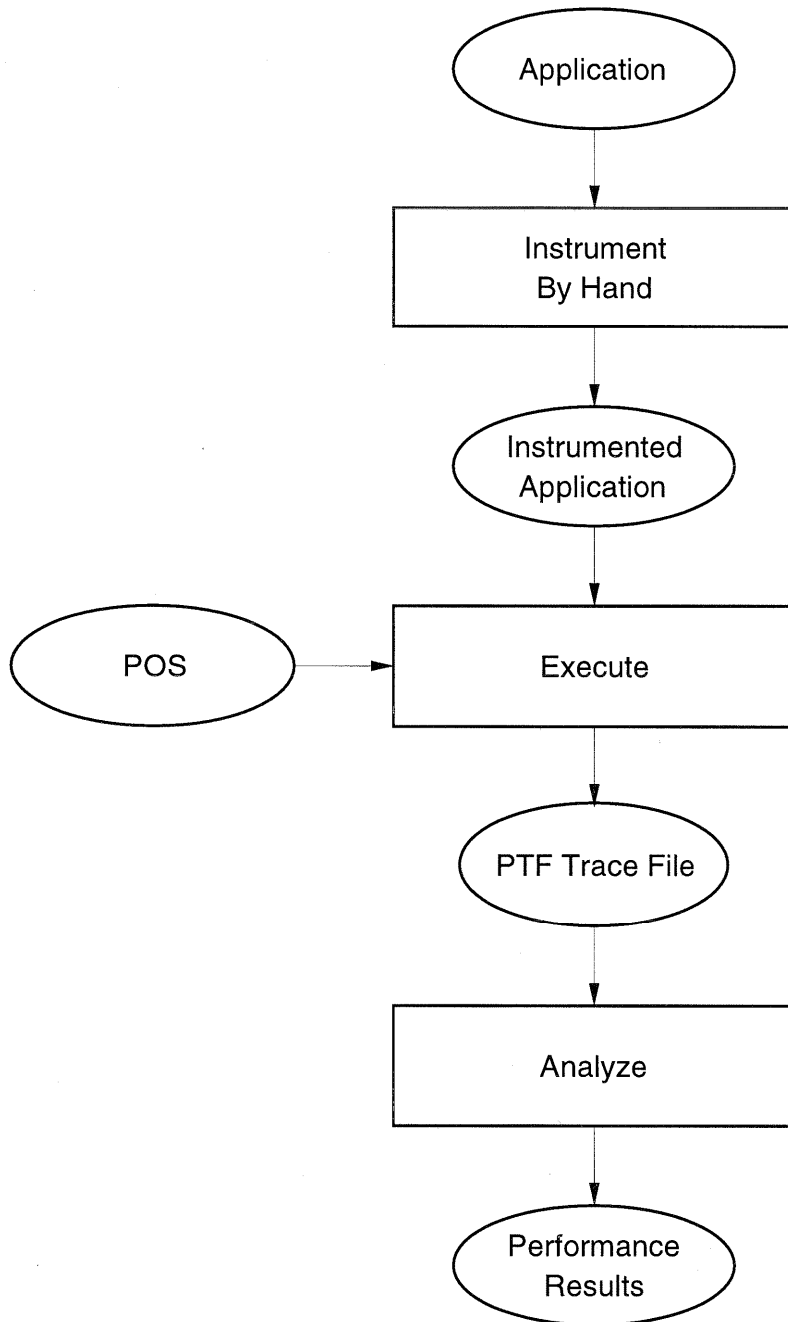 Application
Instrument
By Hand
Instrumented
Application
POS
Execute
PTF Trace File
Analyze
Performance
Results